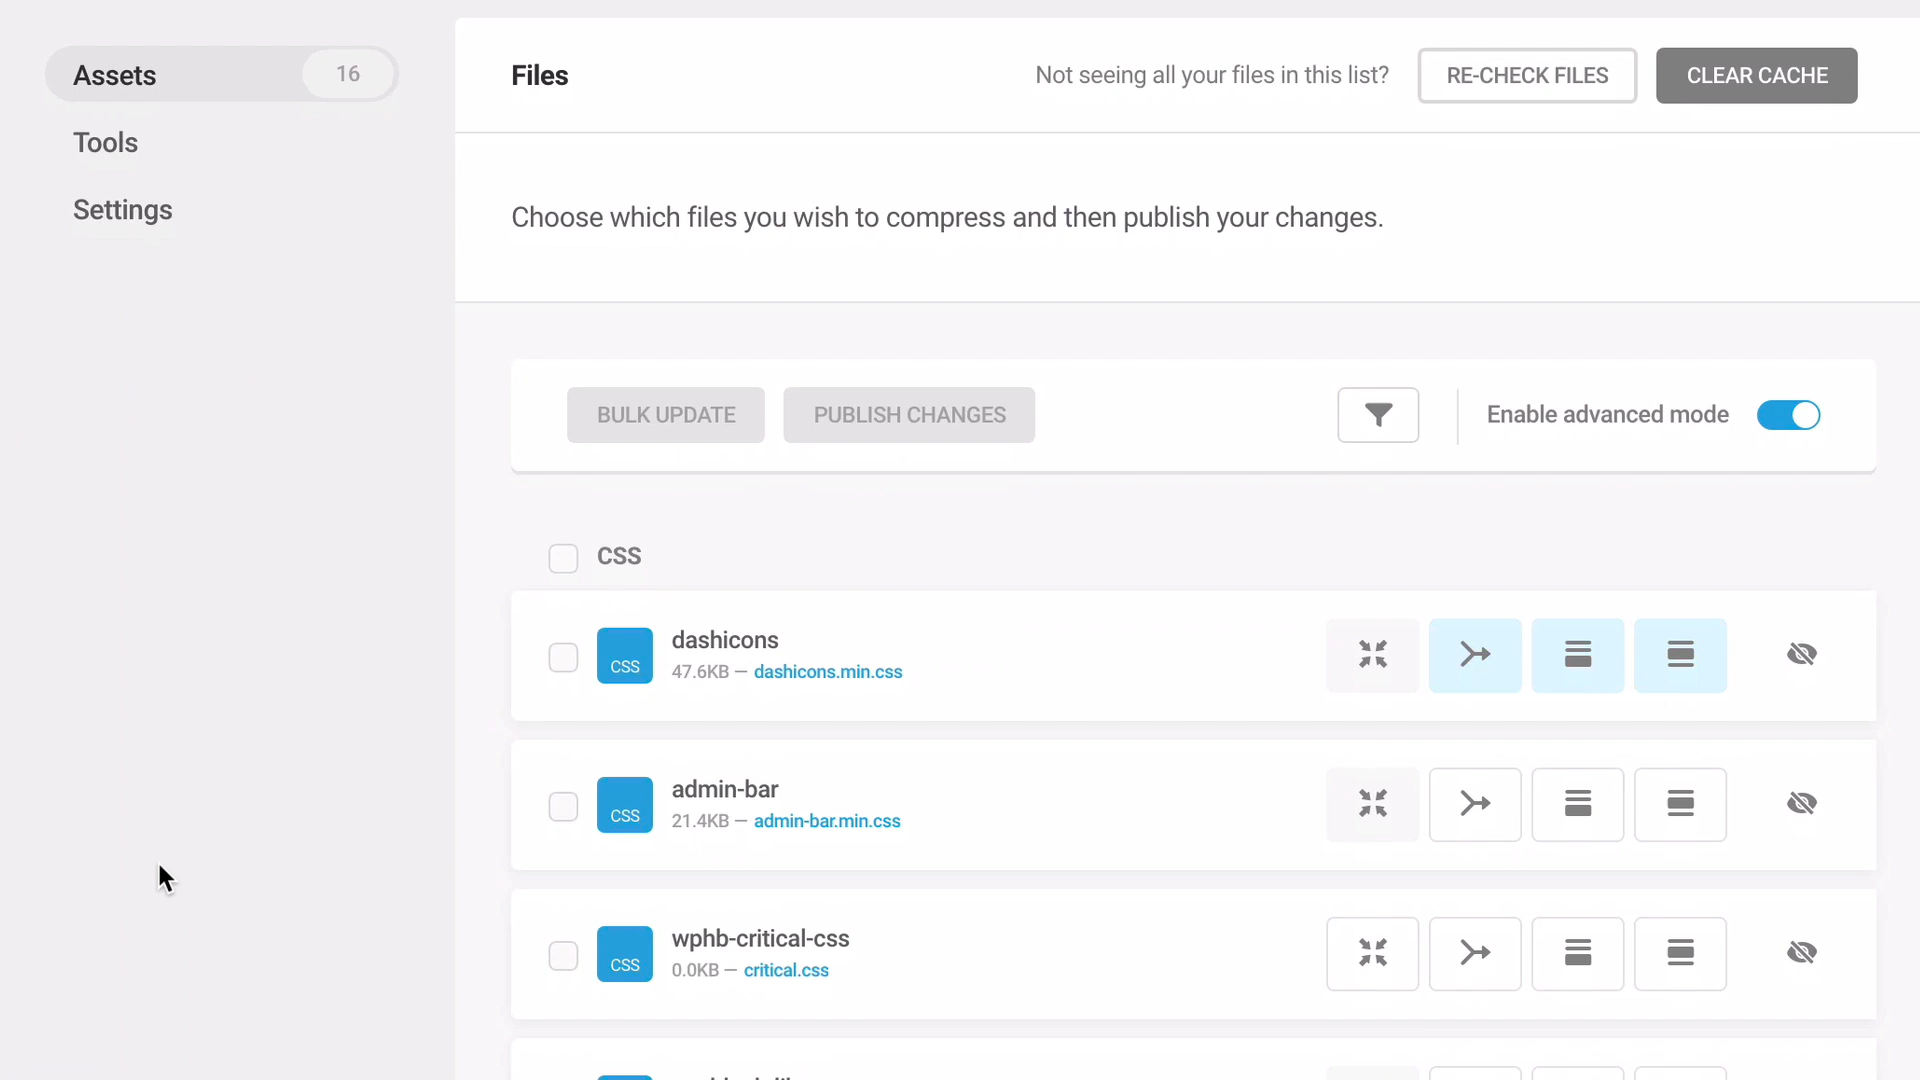 Assets 16
Tools
Settings
Files
Not seeing all your files in this list?
RE-CHECK FILES
CLEAR CACHE
Choose which files you wish to compress and then publish your changes.
BULK UPDATE
PUBLISH CHANGES
Enable advanced mode
CSS
CSS
dashicons
47.6KB — dashicons.min.css
CSS
admin-bar
21.4KB — admin-bar.min.css
CSS
wphb-critical-css
0.0KB — critical.css